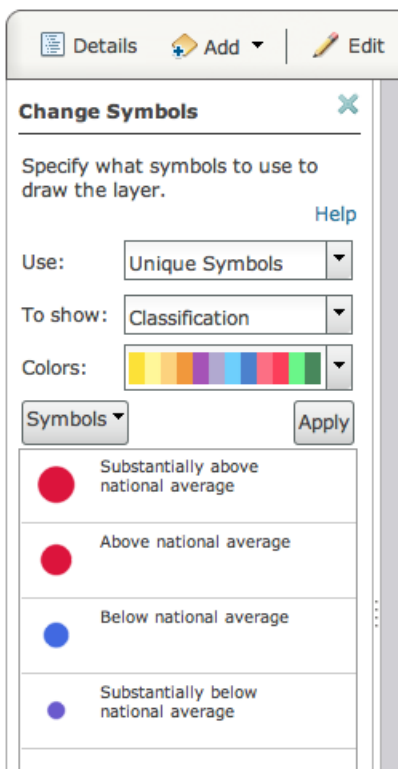 Details Add Edit
Change Symbols
Specify what symbols to use to
draw the layer.
Help
Use: Unique Symbols
To show: Classification
Colors:
Symbols Apply
Substantially above
national average
Above national average
Below national average
Substantially below
national average